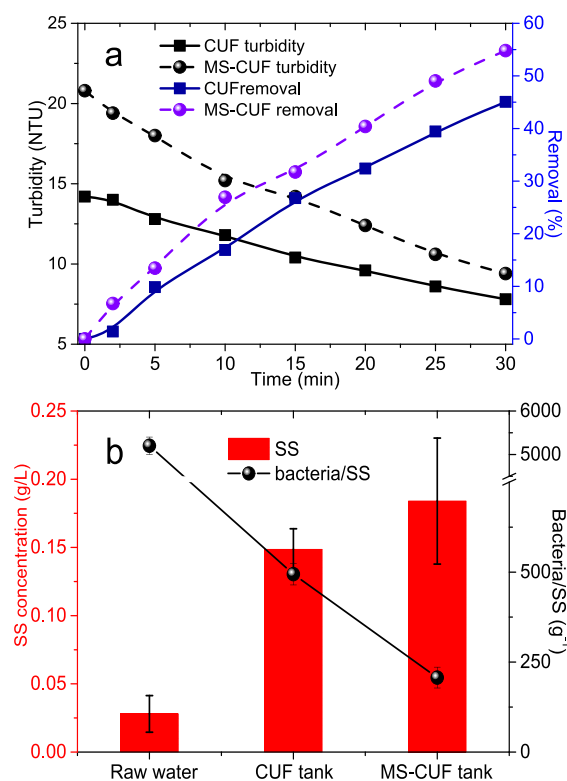 25
60
a
CUF turbidity
MS-CUF turbidity
CUFremoval
MS-CUF removal
50
20
40
15
30
20
10
10
5
0
Turbidity (NTU)
Removal (%)
0 5 10 15 20 25 30
Time (min)
b
SS
bacteria/SS
0.25
0.20
0.15
0.10
0.05
0.00
SS concentration (g/L)
6000
5000
500
250
0
Bacteria/SS (g⁻¹)
Raw water CUF tank MS-CUF tank